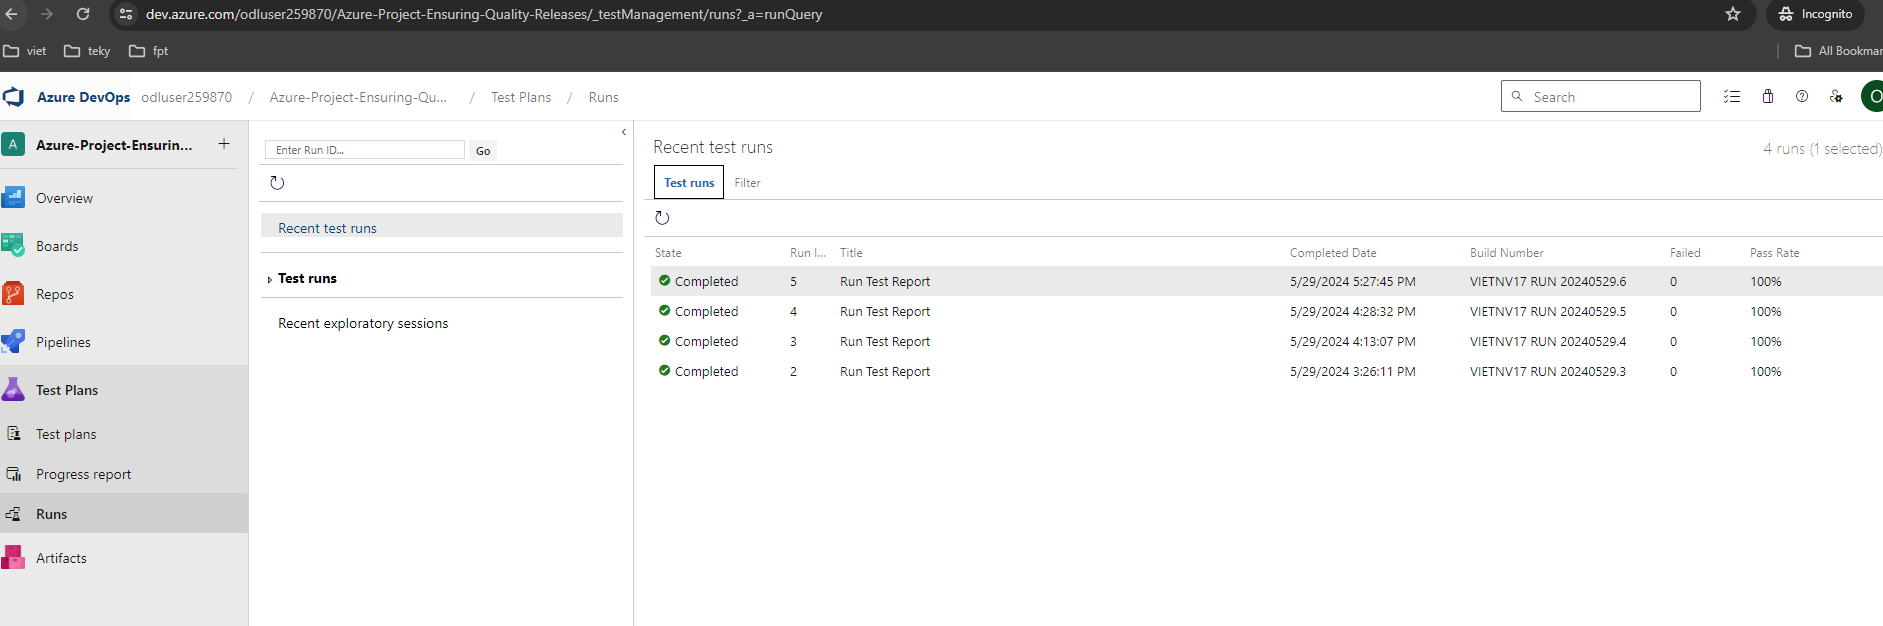 dev.azure.com/odluser259870/Azure-Project-Ensuring-Quality-Releases/_testManagement/runs?_a=runQuery
Incognito
viet teky fpt
All Bookmar
Azure DevOps odluser259870 / Azure-Project-Ensuring-Qu... / Test Plans / Runs
Search
O
A Azure-Project-Ensurin... +
Overview
Boards
Repos
Pipelines
Test Plans
Test plans
Progress report
Runs
Artifacts
Enter Run ID... Go
Recent test runs
Test runs
Recent exploratory sessions
Recent test runs
4 runs (1 selected)
Test runs Filter
State Run I... Title Completed Date Build Number Failed Pass Rate
Completed 5 Run Test Report 5/29/2024 5:27:45 PM VIETNV17 RUN 20240529.6 0 100%
Completed 4 Run Test Report 5/29/2024 4:28:32 PM VIETNV17 RUN 20240529.5 0 100%
Completed 3 Run Test Report 5/29/2024 4:13:07 PM VIETNV17 RUN 20240529.4 0 100%
Completed 2 Run Test Report 5/29/2024 3:26:11 PM VIETNV17 RUN 20240529.3 0 100%